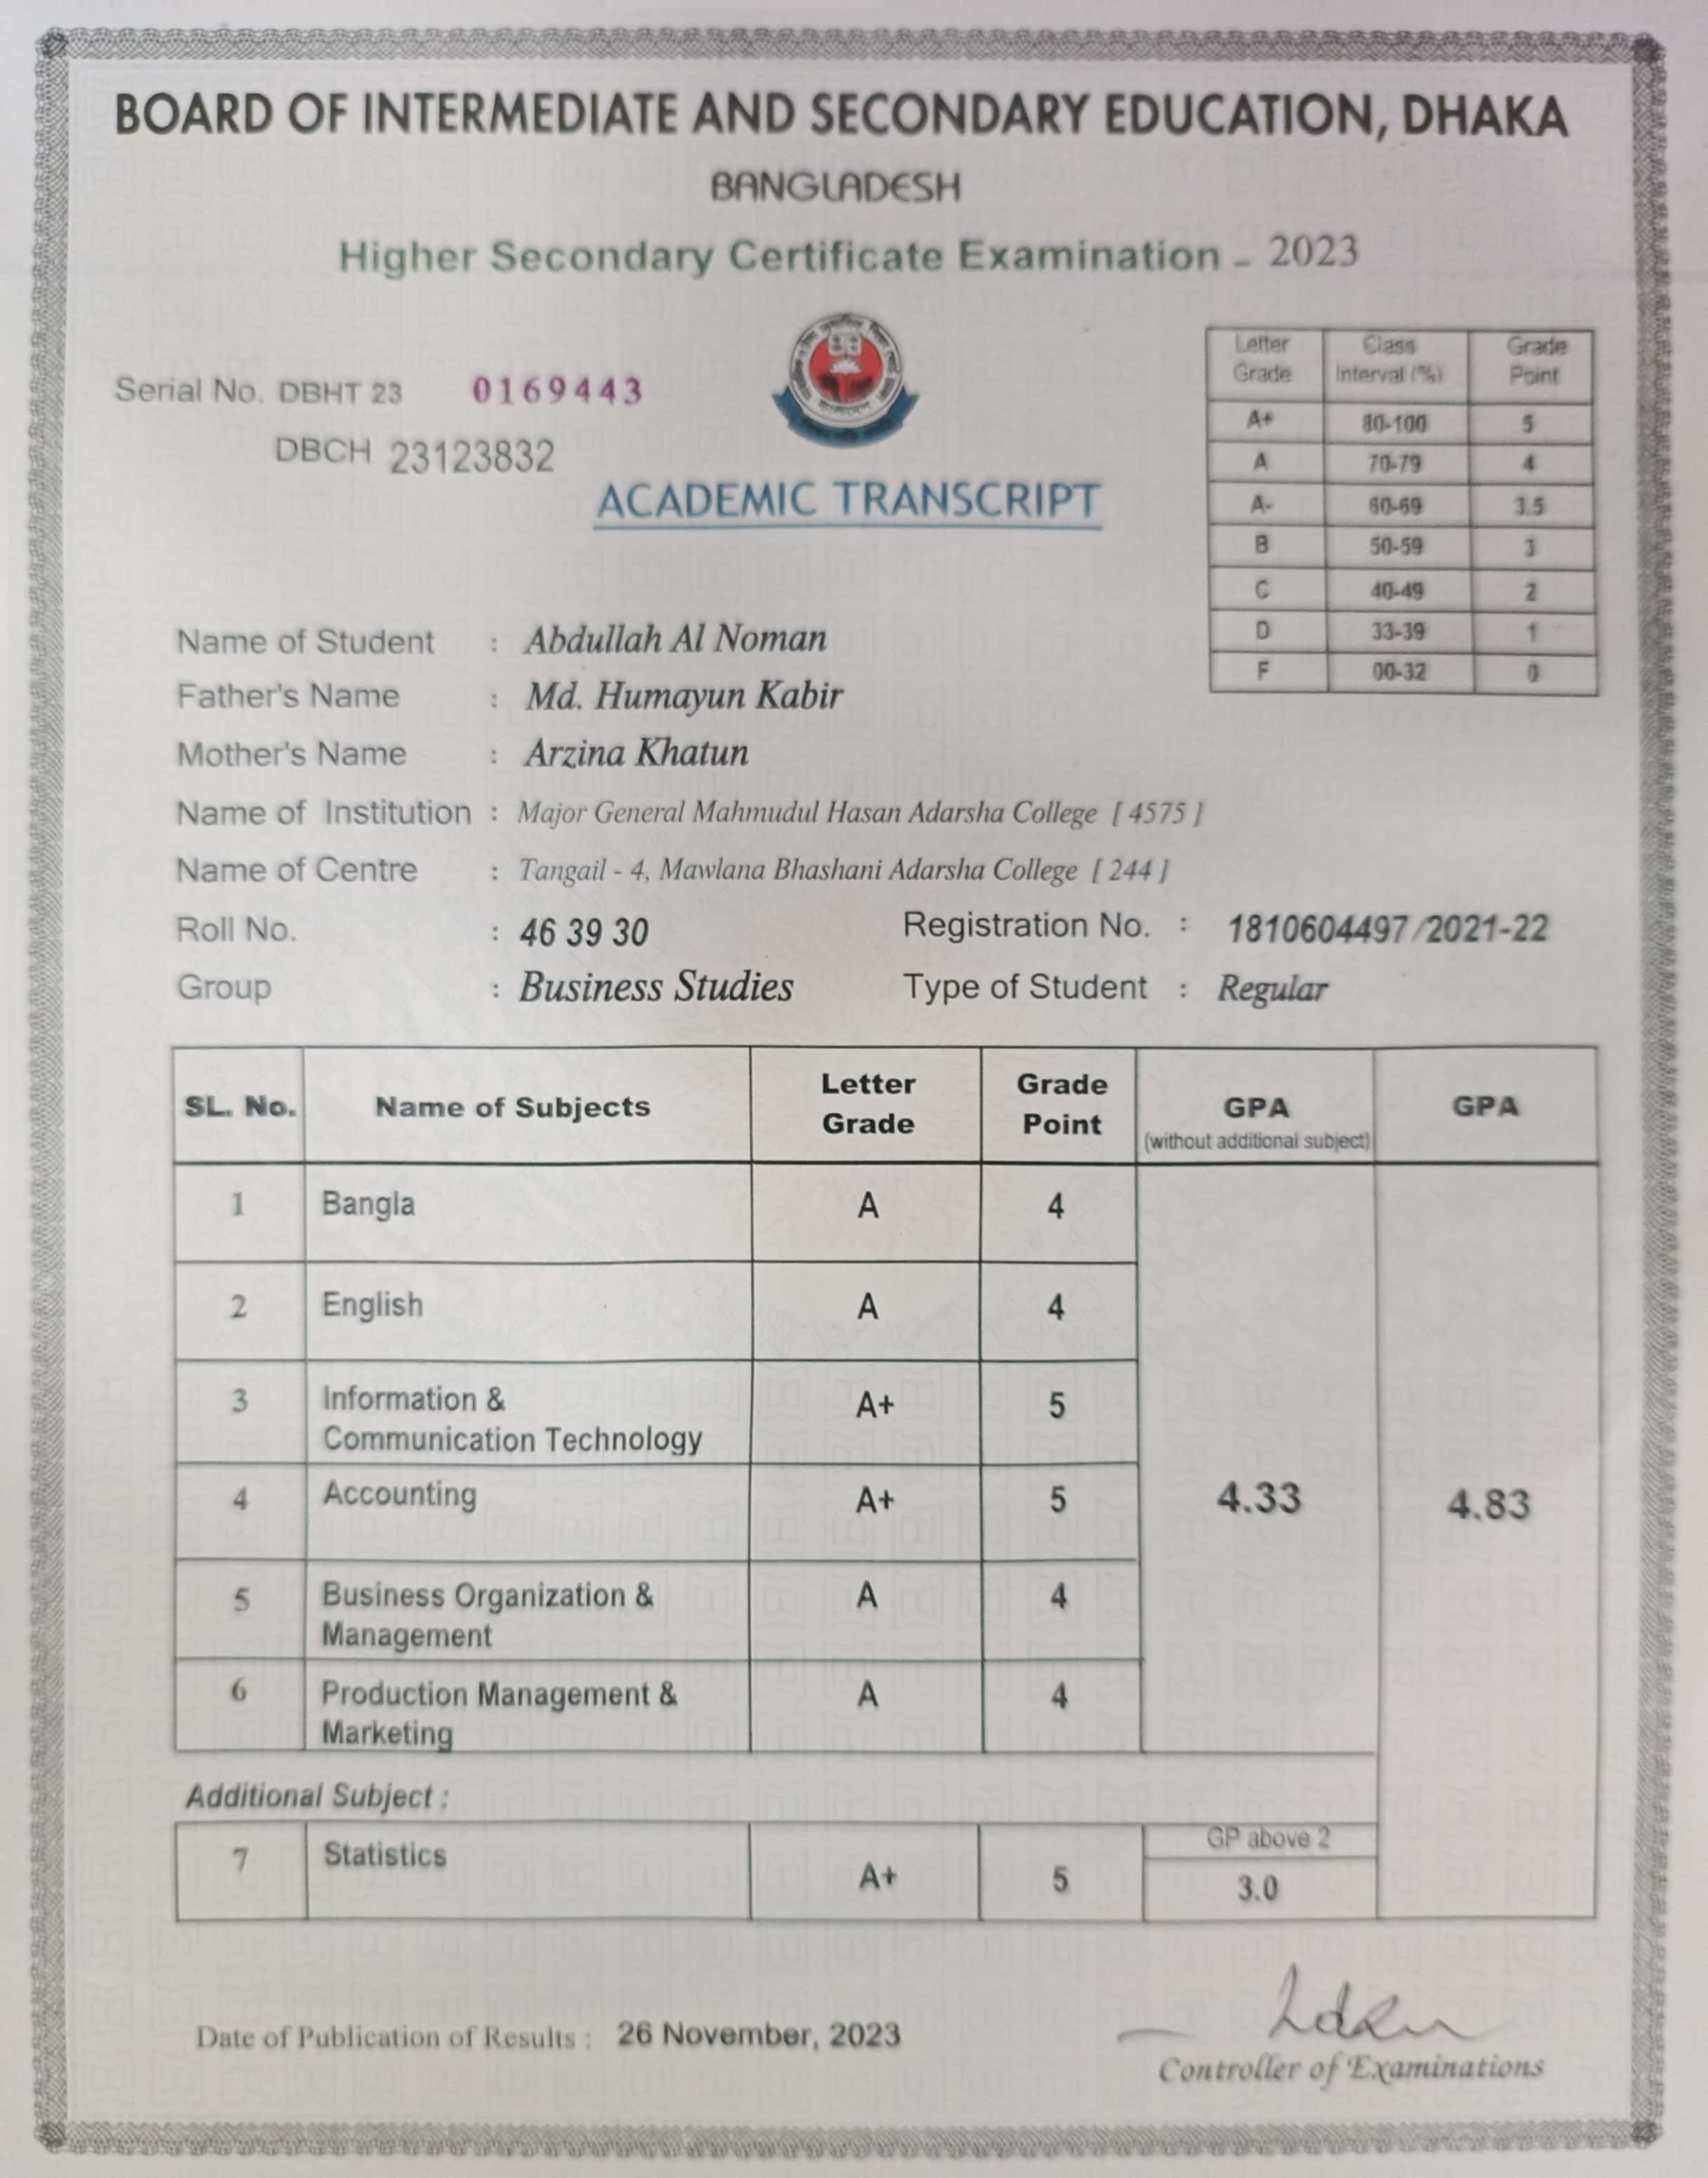 BOARD OF INTERMEDIATE AND SECONDARY EDUCATION, DHAKA
BANGLADESH
Higher Secondary Certificate Examination - 2023
Serial No. DBHT 23 0169443
DBCH 23123832
ACADEMIC TRANSCRIPT
Letter Grade Class Interval (%) Grade Point
A+ 80-100 5
A 70-79 4
A- 60-69 3.5
B 50-59 3
C 40-49 2
D 33-39 1
F 00-32 0
Name of Student : Abdullah Al Noman
Father's Name : Md. Humayun Kabir
Mother's Name : Arzina Khatun
Name of Institution : Major General Mahmudul Hasan Adarsha College [ 4575 ]
Name of Centre : Tangail - 4, Mawlana Bhashani Adarsha College [ 244 ]
Roll No. : 46 39 30 Registration No. : 1810604497/2021-22
Group : Business Studies Type of Student : Regular
SL. No. Name of Subjects Letter Grade Grade Point GPA (without additional subject) GPA
1 Bangla A 4
2 English A 4
3 Information & Communication Technology A+ 5
4 Accounting A+ 5 4.33 4.83
5 Business Organization & Management A 4
6 Production Management & Marketing A 4
Additional Subject :
7 Statistics A+ 5 GP above 2 3.0
Date of Publication of Results : 26 November, 2023
Controller of Examinations